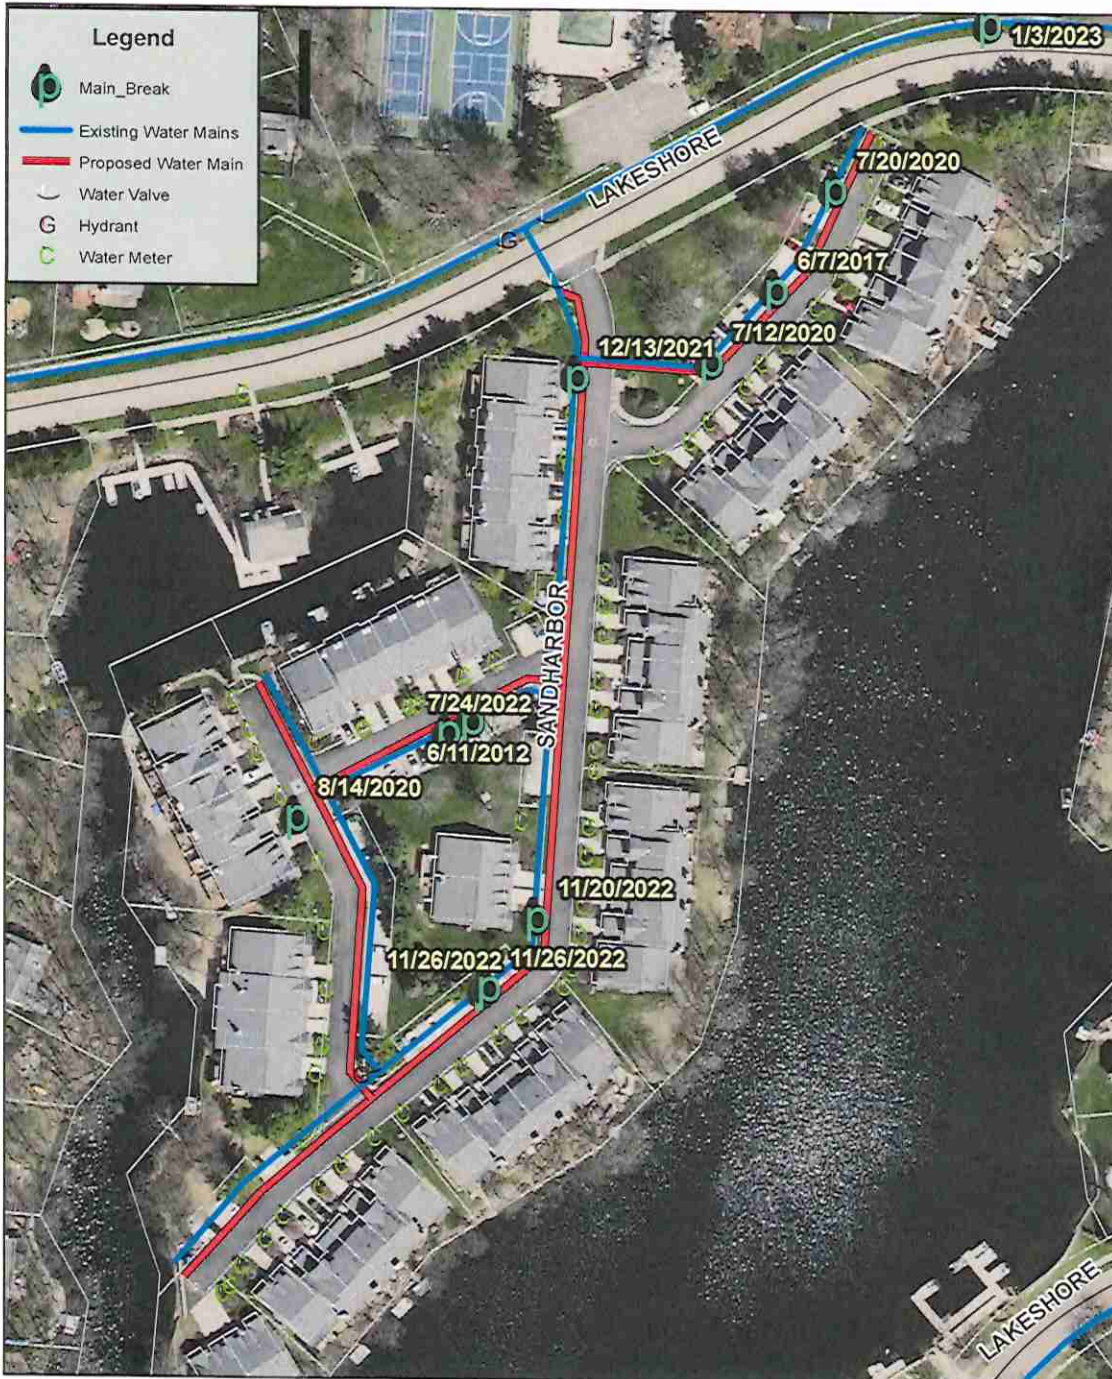 Legend
p Main_Break
Existing Water Mains
Proposed Water Main
Water Valve
G Hydrant
C Water Meter
p
1/3/2023
LAKESHORE
7/20/2020
p
G
6/7/2017
p
7/12/2020
12/13/2021
p
p
SANDHARBOR
7/24/2022
p p
6/11/2012
8/14/2020
p
11/20/2022
p
11/26/2022 11/26/2022
p
LAKESHORE